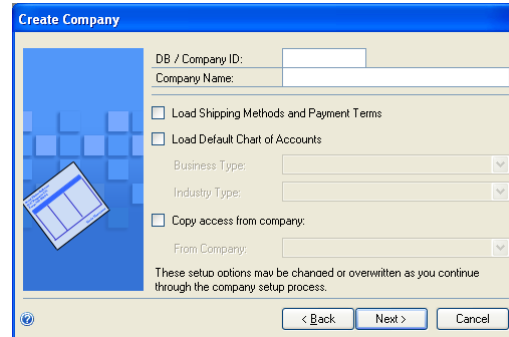 Create Company
DB / Company ID:
Company Name:
Load Shipping Methods and Payment Terms
Load Default Chart of Accounts
Business Type:
Industry Type:
Copy access from company:
From Company:
These setup options may be changed or overwritten as you continue
through the company setup process.
< Back Next > Cancel